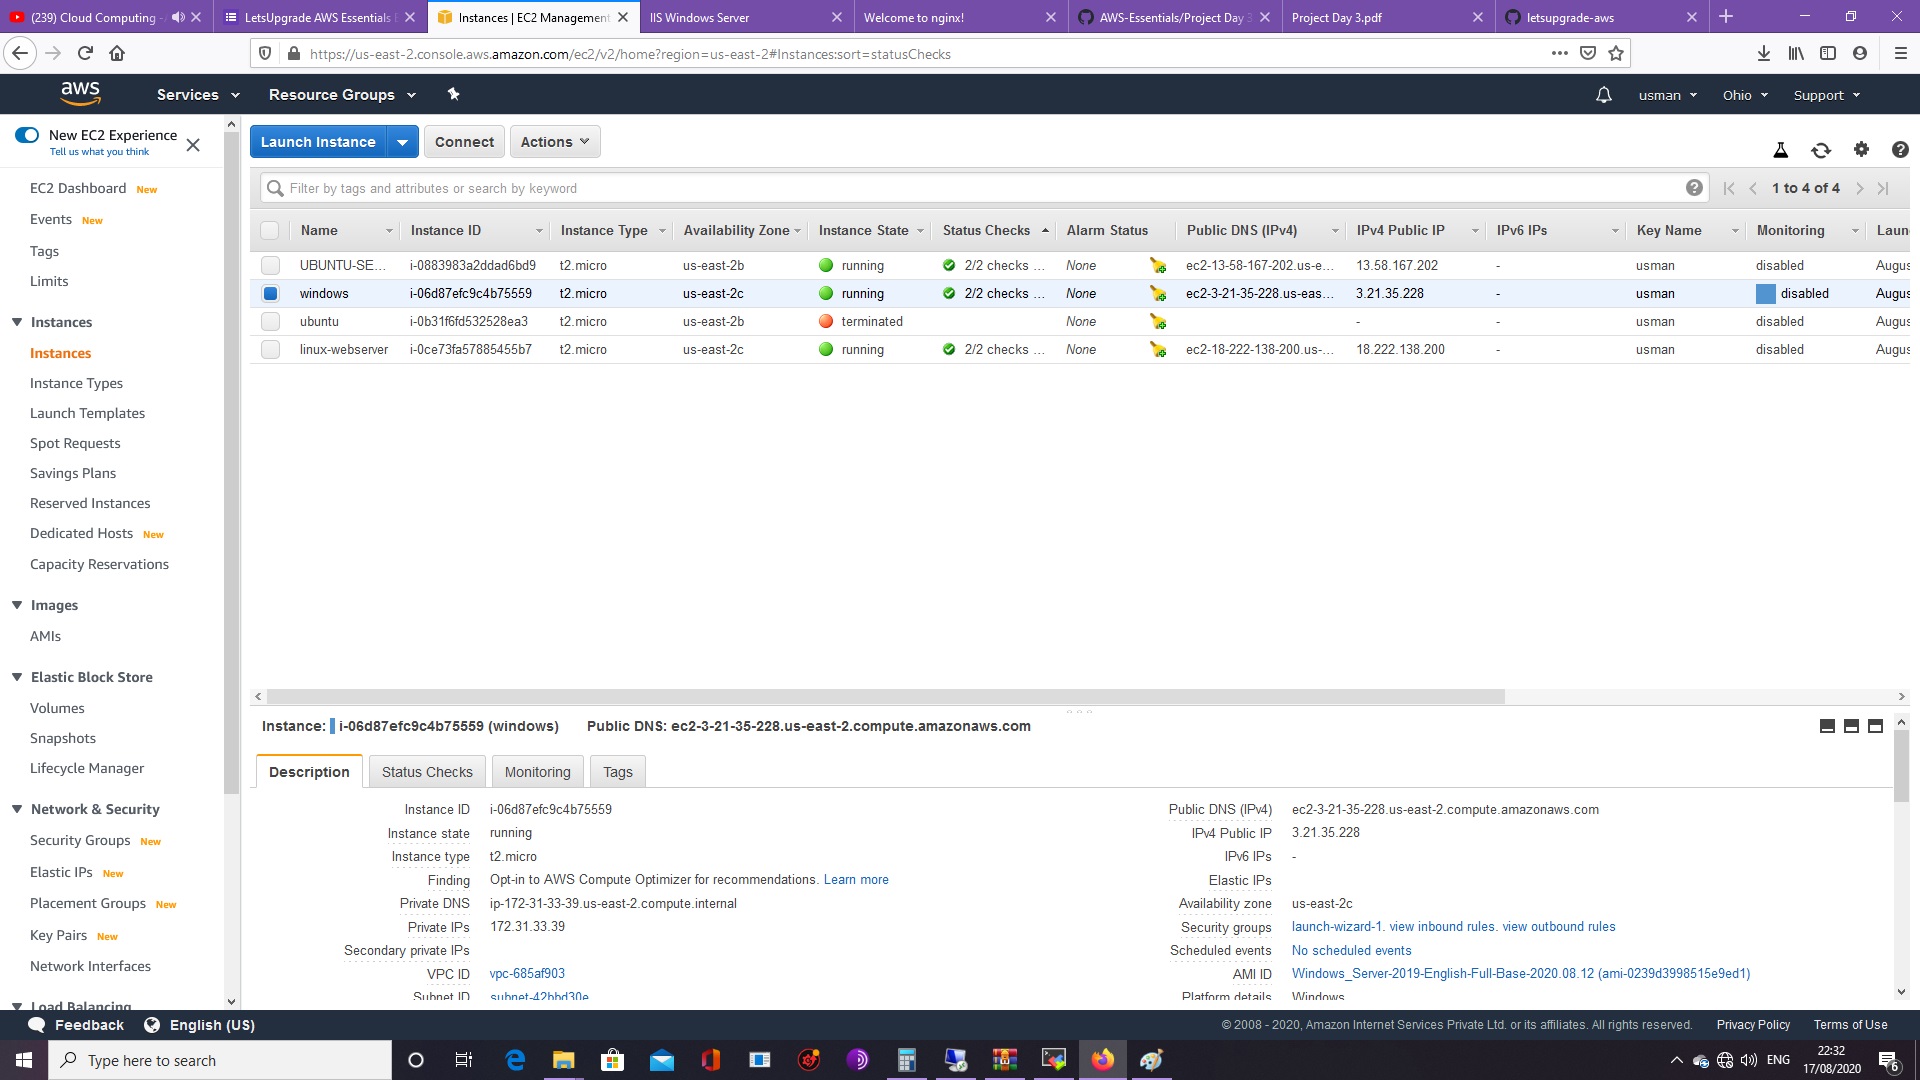 (239) Cloud Computing -
LetsUpgrade AWS Essentials
Instances | EC2 Management
IIS Windows Server
Welcome to nginx!
AWS-Essentials/Project Day 3
Project Day 3.pdf
letsupgrade-aws
https://us-east-2.console.aws.amazon.com/ec2/v2/home?region=us-east-2#Instances:sort=statusChecks
aws Services Resource Groups usman Ohio Support
New EC2 Experience
Tell us what you think
EC2 Dashboard New
Events New
Tags
Limits
Instances
Instances
Instance Types
Launch Templates
Spot Requests
Savings Plans
Reserved Instances
Dedicated Hosts New
Capacity Reservations
Images
AMIs
Elastic Block Store
Volumes
Snapshots
Lifecycle Manager
Network & Security
Security Groups New
Elastic IPs New
Placement Groups New
Key Pairs New
Network Interfaces
Load Balancing
Launch Instance Connect Actions
Filter by tags and attributes or search by keyword
1 to 4 of 4
Name Instance ID Instance Type Availability Zone Instance State Status Checks Alarm Status Public DNS (IPv4) IPv4 Public IP IPv6 IPs Key Name Monitoring Laun
UBUNTU-SE... i-0883983a2ddad6bd9 t2.micro us-east-2b running 2/2 checks ... None ec2-13-58-167-202.us-e... 13.58.167.202 - usman disabled Augus
windows i-06d87efc9c4b75559 t2.micro us-east-2c running 2/2 checks ... None ec2-3-21-35-228.us-eas... 3.21.35.228 - usman disabled Augus
ubuntu i-0b31f6fd532528ea3 t2.micro us-east-2b terminated None - - usman disabled Augus
linux-webserver i-0ce73fa57885455b7 t2.micro us-east-2c running 2/2 checks ... None ec2-18-222-138-200.us-... 18.222.138.200 - usman disabled Augus
Instance: i-06d87efc9c4b75559 (windows) Public DNS: ec2-3-21-35-228.us-east-2.compute.amazonaws.com
Description Status Checks Monitoring Tags
Instance ID i-06d87efc9c4b75559
Instance state running
Instance type t2.micro
Finding Opt-in to AWS Compute Optimizer for recommendations. Learn more
Private DNS ip-172-31-33-39.us-east-2.compute.internal
Private IPs 172.31.33.39
Secondary private IPs
VPC ID vpc-685af903
Subnet ID subnet-42bbd30e
Public DNS (IPv4) ec2-3-21-35-228.us-east-2.compute.amazonaws.com
IPv4 Public IP 3.21.35.228
IPv6 IPs -
Elastic IPs
Availability zone us-east-2c
Security groups launch-wizard-1. view inbound rules. view outbound rules
Scheduled events No scheduled events
AMI ID Windows_Server-2019-English-Full-Base-2020.08.12 (ami-0239d3998515e9ed1)
Platform details Windows
Feedback English (US)
© 2008 - 2020, Amazon Internet Services Private Ltd. or its affiliates. All rights reserved. Privacy Policy Terms of Use
Type here to search
ENG
22:32
17/08/2020
6